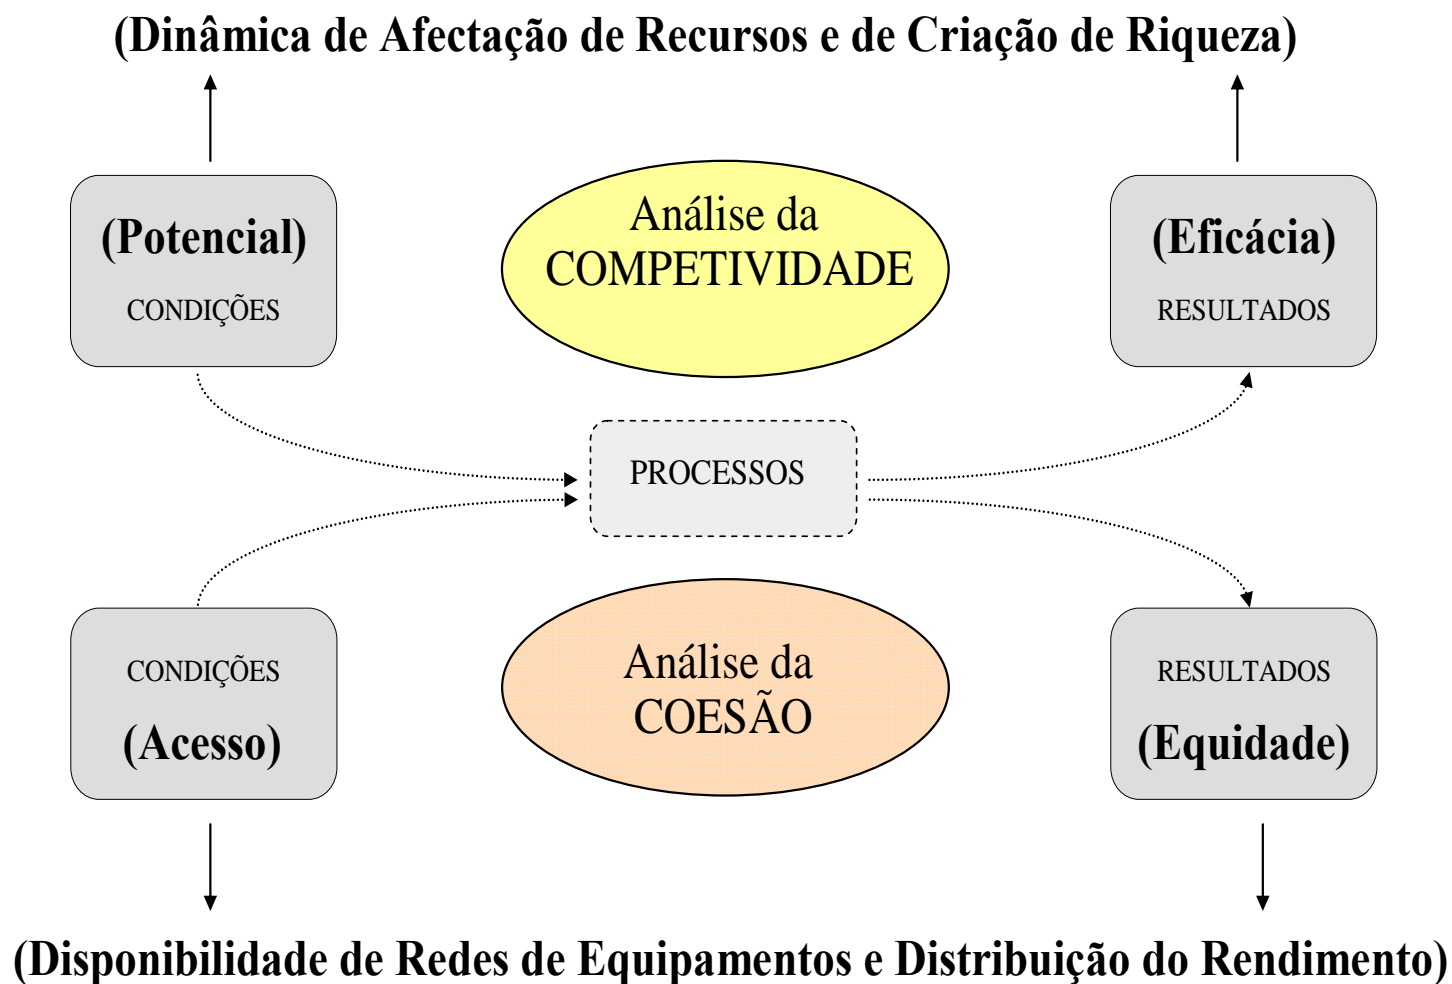 (Dinâmica de Afectação de Recursos e de Criação de Riqueza)
(Potencial)
CONDIÇÕES
Análise da
COMPETIVIDADE
(Eficácia)
RESULTADOS
PROCESSOS
CONDIÇÕES
(Acesso)
Análise da
COESÃO
RESULTADOS
(Equidade)
(Disponibilidade de Redes de Equipamentos e Distribuição do Rendimento)